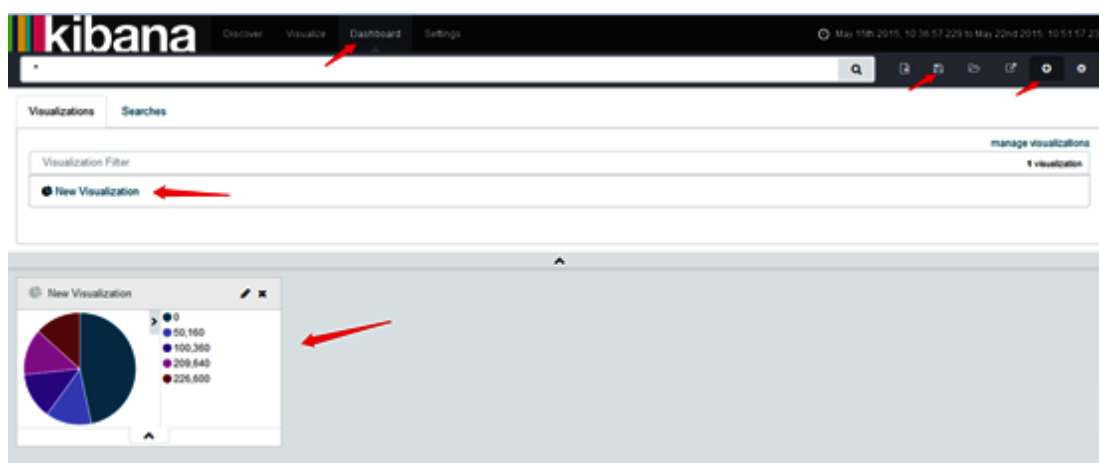 kibana Discover Visualize Dashboard Settings May 15th 2015, 10:36:57.229 to May 22nd 2015, 10:51:57.23
*
Visualizations Searches
manage visualizations
Visualization Filter 1 visualization
New Visualization
New Visualization
0
50,160
100,360
209,640
226,600